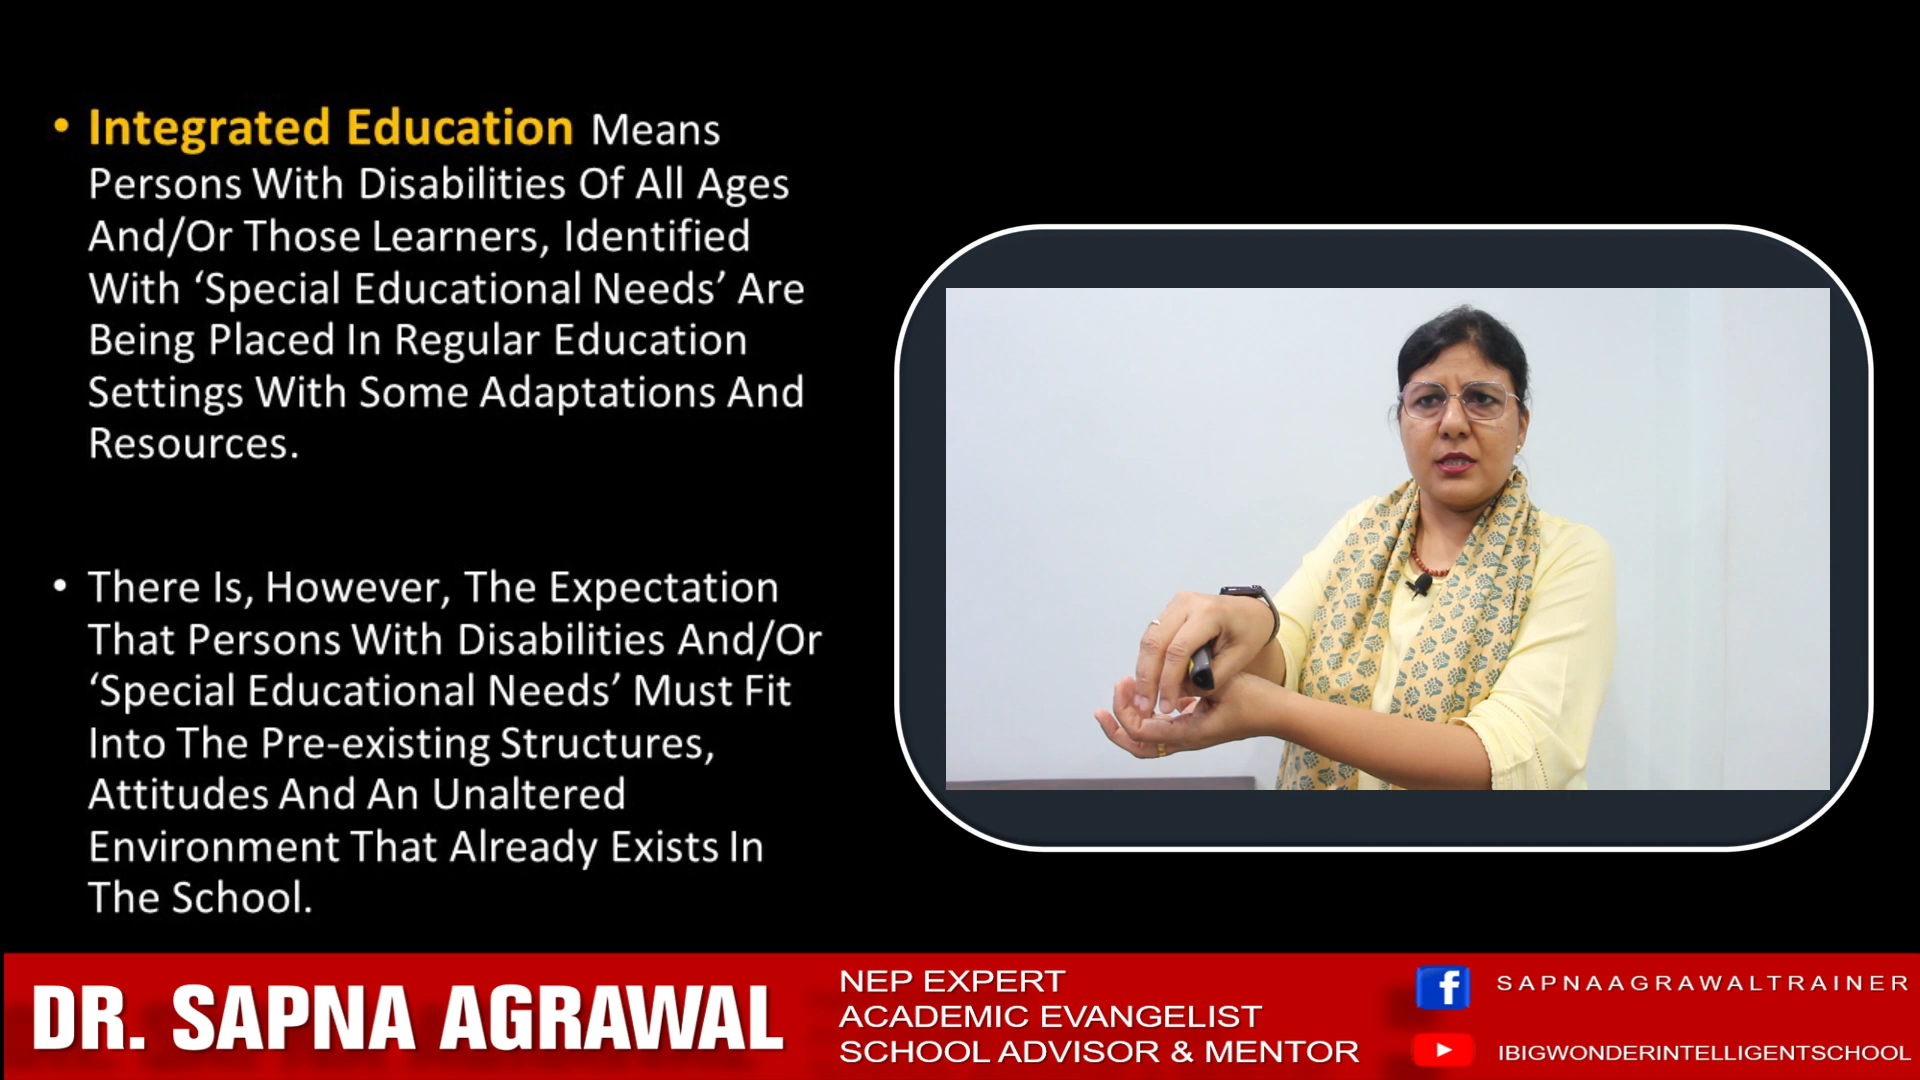 • Integrated Education Means
Persons With Disabilities Of All Ages
And/Or Those Learners, Identified
With ‘Special Educational Needs’ Are
Being Placed In Regular Education
Settings With Some Adaptations And
Resources.
• There Is, However, The Expectation
That Persons With Disabilities And/Or
‘Special Educational Needs’ Must Fit
Into The Pre-existing Structures,
Attitudes And An Unaltered
Environment That Already Exists In
The School.
DR. SAPNA AGRAWAL
NEP EXPERT
ACADEMIC EVANGELIST
SCHOOL ADVISOR & MENTOR
SAPNAAGRAWALTRAINER
IBIGWONDERINTELLIGENTSCHOOL